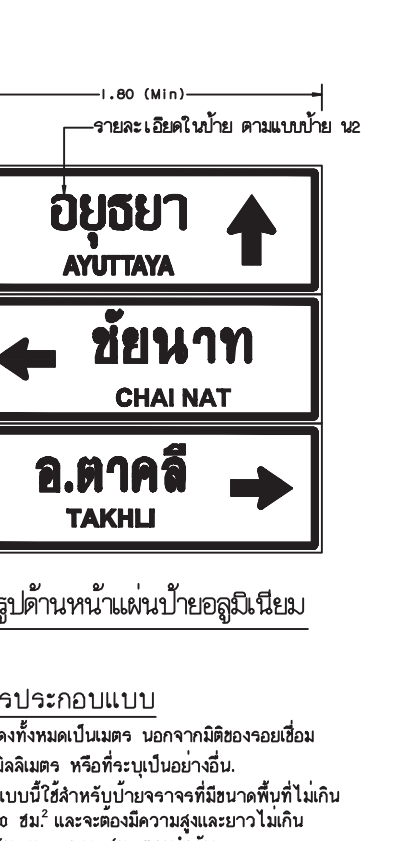 1.80 (Min)
รายละเอียดในป้าย ตามแบบป้าย น2
อยุธยา
AYUTTAYA
ชัยนาท
CHAI NAT
อ.ตาคลี
TAKHLI
รูปด้านหน้าแผ่นป้ายอลูมิเนียม
รประกอบแบบ
ดงทั้งหมดเป็นเมตร นอกจากมิติของรอยเชื่อม
มิลลิเมตร หรือที่ระบุเป็นอย่างอื่น.
แบบนี้ใช้สำหรับป้ายจราจรที่มีขนาดพื้นที่ไม่เกิน
0 ซม.² และจะต้องมีความสูงและยาวไม่เกิน